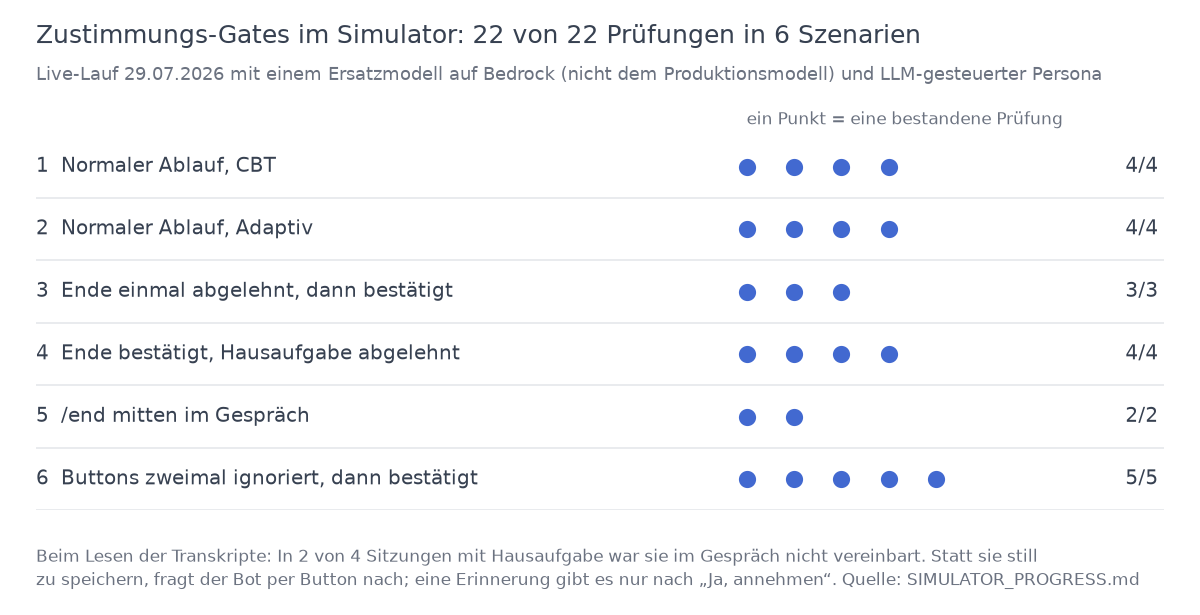 Zustimmungs-Gates im Simulator: 22 von 22 Prüfungen in 6 Szenarien
Live-Lauf 29.07.2026 mit einem Ersatzmodell auf Bedrock (nicht dem Produktionsmodell) und LLM-gesteuerter Persona
ein Punkt = eine bestandene Prüfung
1 Normaler Ablauf, CBT 4/4
2 Normaler Ablauf, Adaptiv 4/4
3 Ende einmal abgelehnt, dann bestätigt 3/3
4 Ende bestätigt, Hausaufgabe abgelehnt 4/4
5 /end mitten im Gespräch 2/2
6 Buttons zweimal ignoriert, dann bestätigt 5/5
Beim Lesen der Transkripte: In 2 von 4 Sitzungen mit Hausaufgabe war sie im Gespräch nicht vereinbart. Statt sie still
zu speichern, fragt der Bot per Button nach; eine Erinnerung gibt es nur nach „Ja, annehmen“. Quelle: SIMULATOR_PROGRESS.md